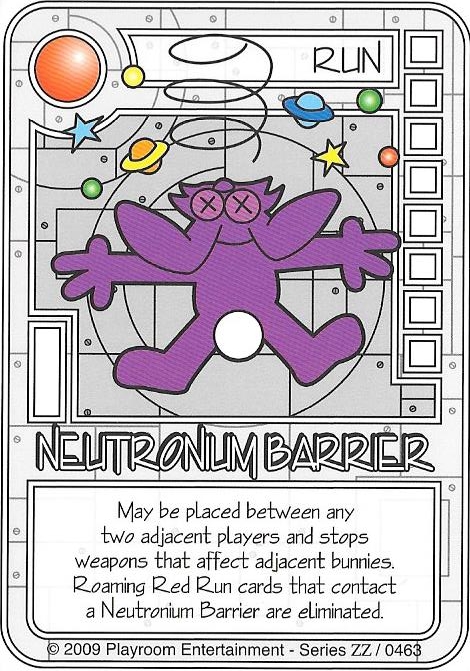 RUN
NEUTRONIUM BARRIER
May be placed between any
two adjacent players and stops
weapons that affect adjacent bunnies.
Roaming Red Run cards that contact
a Neutronium Barrier are eliminated.
© 2009 Playroom Entertainment - Series ZZ / 0463